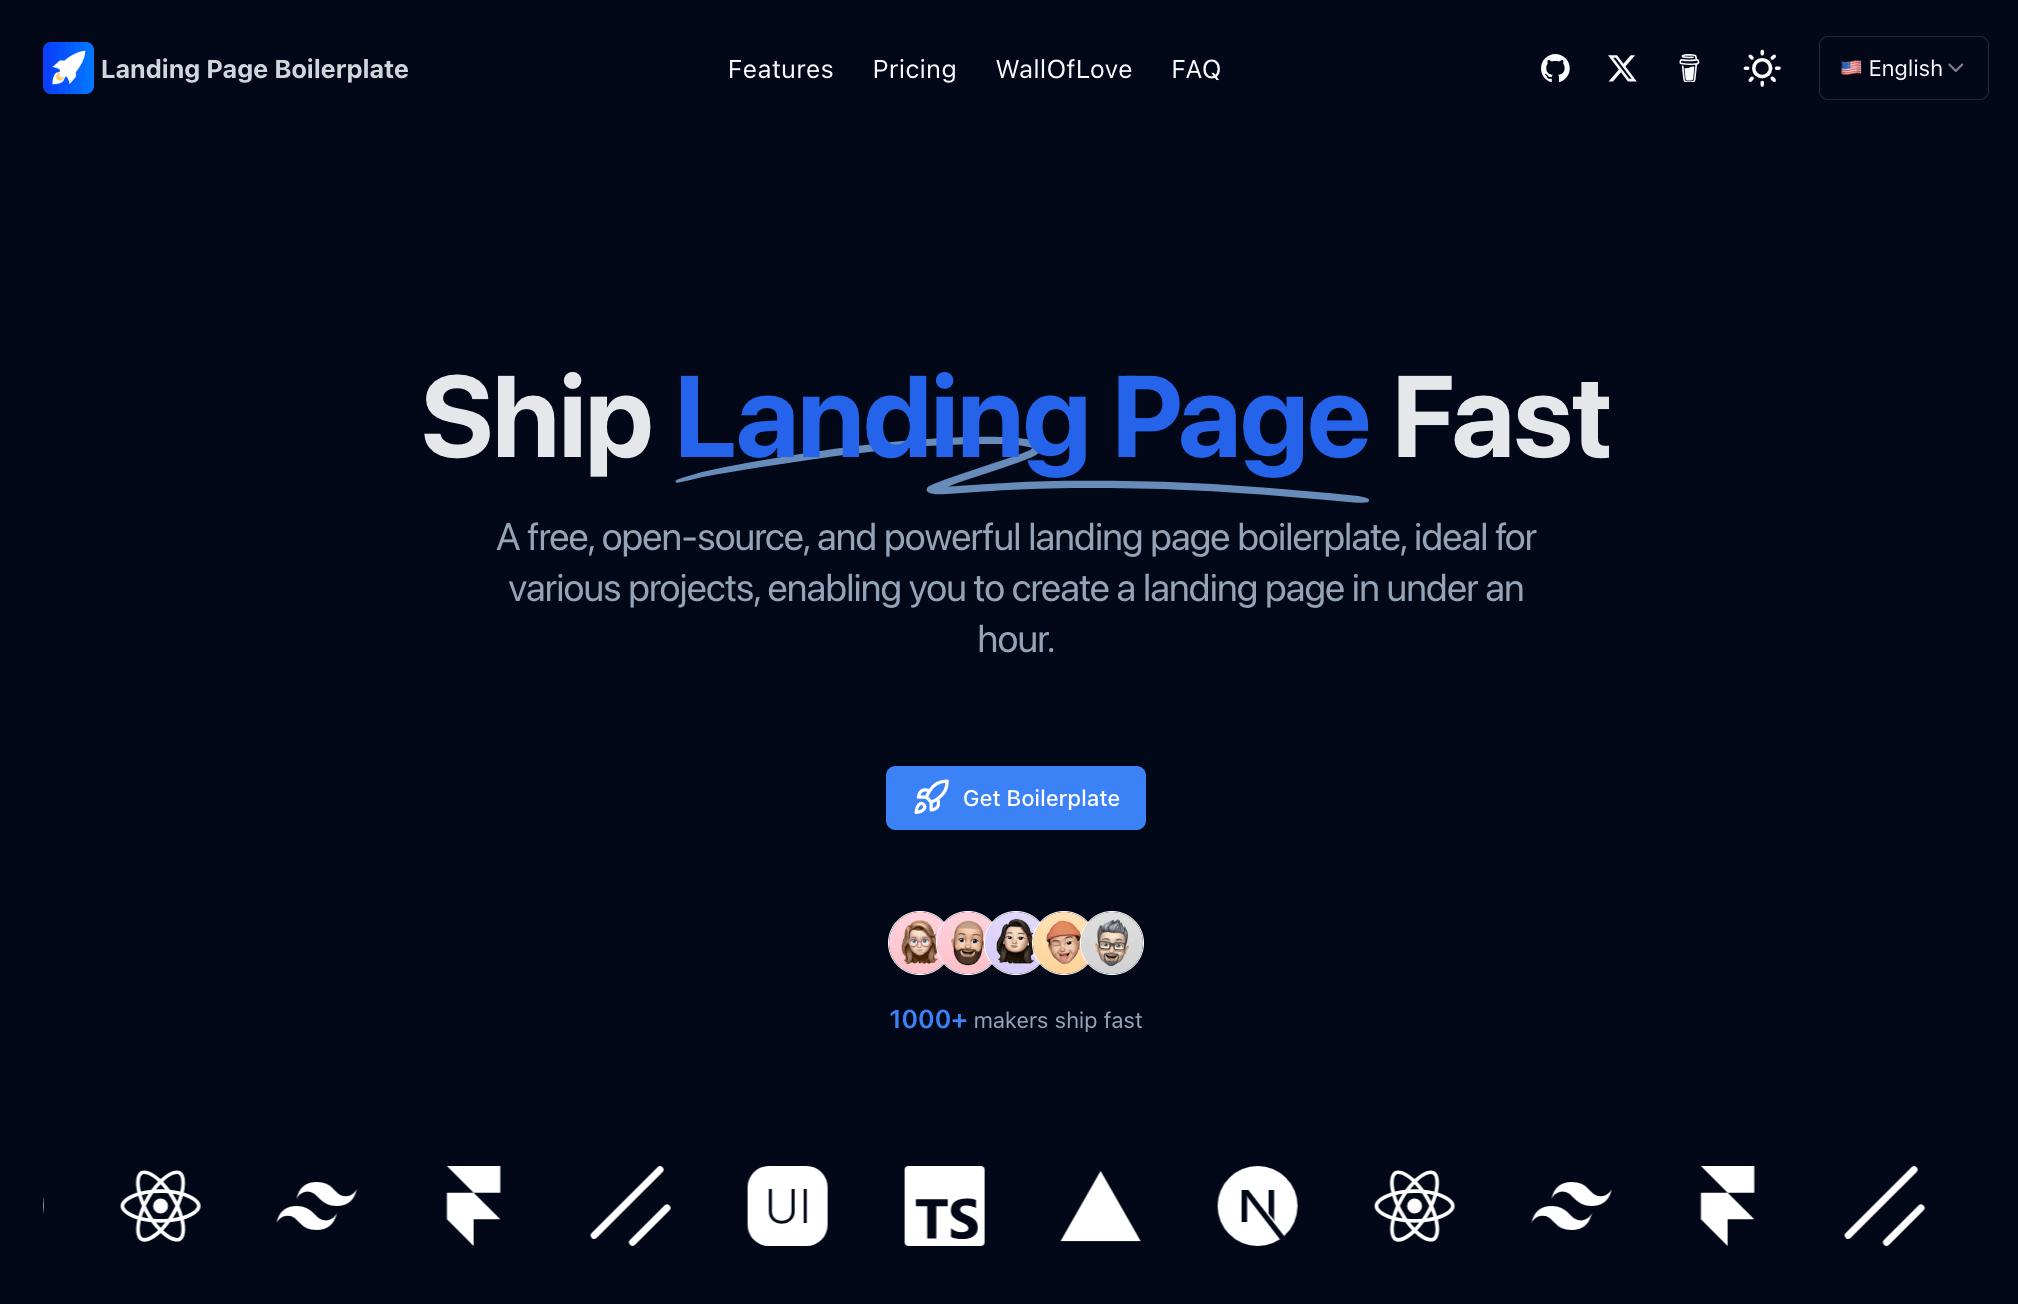 Landing Page Boilerplate
Features Pricing WallOfLove FAQ
English
Ship Landing Page Fast
A free, open-source, and powerful landing page boilerplate, ideal for
various projects, enabling you to create a landing page in under an
hour.
Get Boilerplate
1000+ makers ship fast
UI TS N